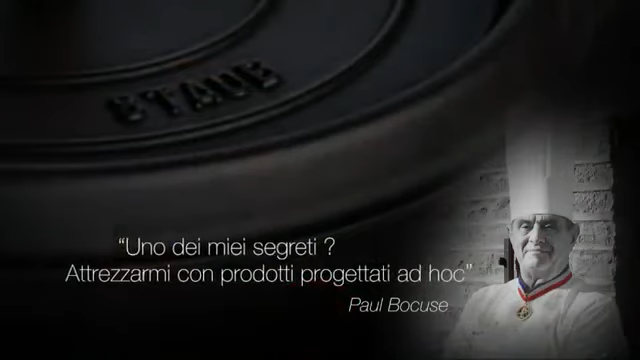 STAUB
“Uno dei miei segreti ?
Attrezzarmi con prodotti progettati ad hoc”
Paul Bocuse